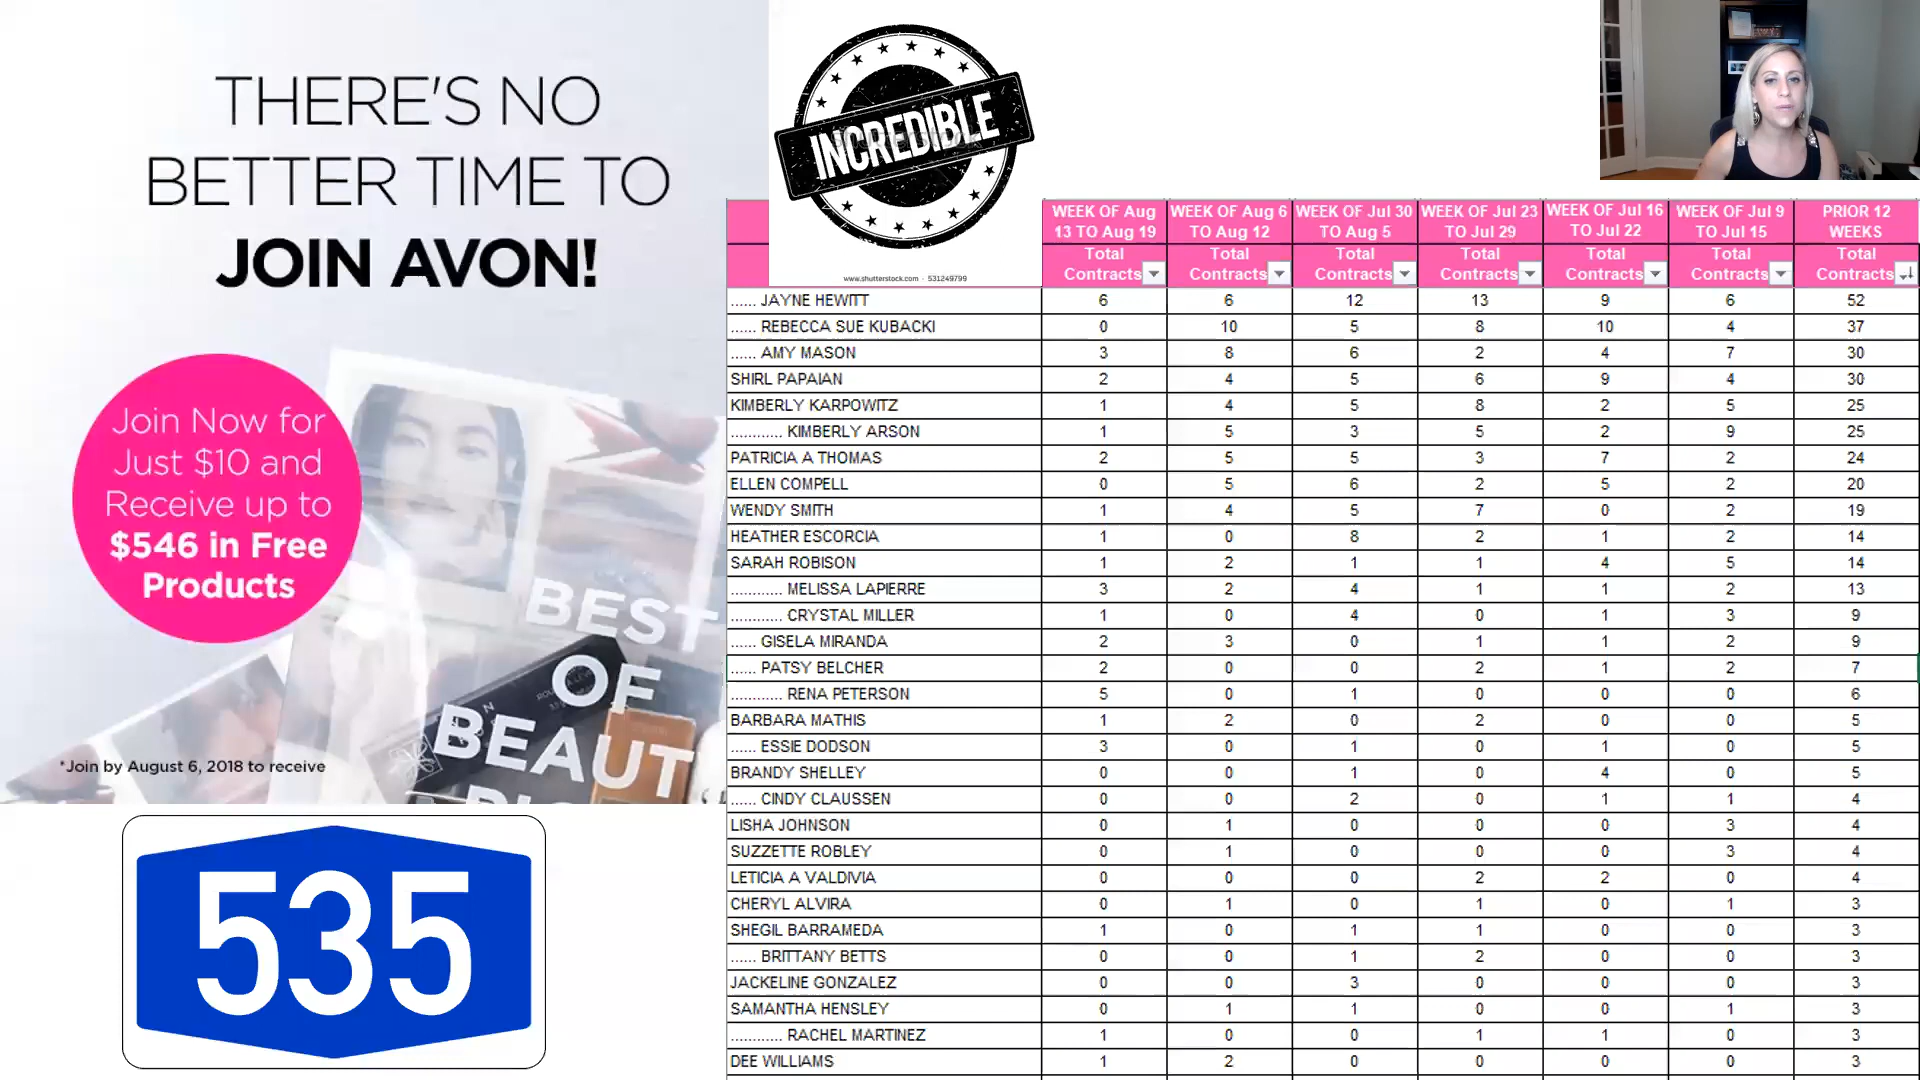 THERE'S NO
BETTER TIME TO
JOIN AVON!
Join Now for
Just $10 and
Receive up to
$546 in Free
Products
BEST
OF
BEAUT
*Join by August 6, 2018 to receive
535
INCREDIBLE
www.shutterstock.com · 531249799
WEEK OF Aug 13 TO Aug 19 WEEK OF Aug 6 TO Aug 12 WEEK OF Jul 30 TO Aug 5 WEEK OF Jul 23 TO Jul 29 WEEK OF Jul 16 TO Jul 22 WEEK OF Jul 9 TO Jul 15 PRIOR 12 WEEKS
Total Contracts Total Contracts Total Contracts Total Contracts Total Contracts Total Contracts Total Contracts
...... JAYNE HEWITT 6 6 12 13 9 6 52
...... REBECCA SUE KUBACKI 0 10 5 8 10 4 37
...... AMY MASON 3 8 6 2 4 7 30
SHIRL PAPAIAN 2 4 5 6 9 4 30
KIMBERLY KARPOWITZ 1 4 5 8 2 5 25
............ KIMBERLY ARSON 1 5 3 5 2 9 25
PATRICIA A THOMAS 2 5 5 3 7 2 24
ELLEN COMPELL 0 5 6 2 5 2 20
WENDY SMITH 1 4 5 7 0 2 19
HEATHER ESCORCIA 1 0 8 2 1 2 14
SARAH ROBISON 1 2 1 1 4 5 14
............ MELISSA LAPIERRE 3 2 4 1 1 2 13
............ CRYSTAL MILLER 1 0 4 0 1 3 9
...... GISELA MIRANDA 2 3 0 1 1 2 9
...... PATSY BELCHER 2 0 0 2 1 2 7
............ RENA PETERSON 5 0 1 0 0 0 6
BARBARA MATHIS 1 2 0 2 0 0 5
...... ESSIE DODSON 3 0 1 0 1 0 5
BRANDY SHELLEY 0 0 1 0 4 0 5
...... CINDY CLAUSSEN 0 0 2 0 1 1 4
LISHA JOHNSON 0 1 0 0 0 3 4
SUZZETTE ROBLEY 0 1 0 0 0 3 4
LETICIA A VALDIVIA 0 0 0 2 2 0 4
CHERYL ALVIRA 0 1 0 1 0 1 3
SHEGIL BARRAMEDA 1 0 1 1 0 0 3
...... BRITTANY BETTS 0 0 1 2 0 0 3
JACKELINE GONZALEZ 0 0 3 0 0 0 3
SAMANTHA HENSLEY 0 1 1 0 0 1 3
............ RACHEL MARTINEZ 1 0 0 1 1 0 3
DEE WILLIAMS 1 2 0 0 0 0 3